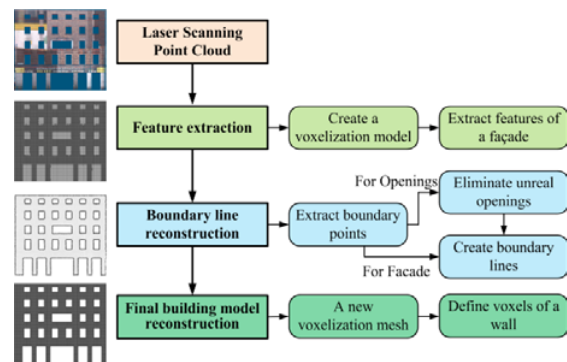 Laser Scanning
Point Cloud
Feature extraction
Create a
voxelization model
Extract features of
a façade
For Openings
Eliminate unreal
openings
Boundary line
reconstruction
Extract boundary
points
Create boundary
lines
For Facade
Final building model
reconstruction
A new
voxelization mesh
Define voxels of a
wall